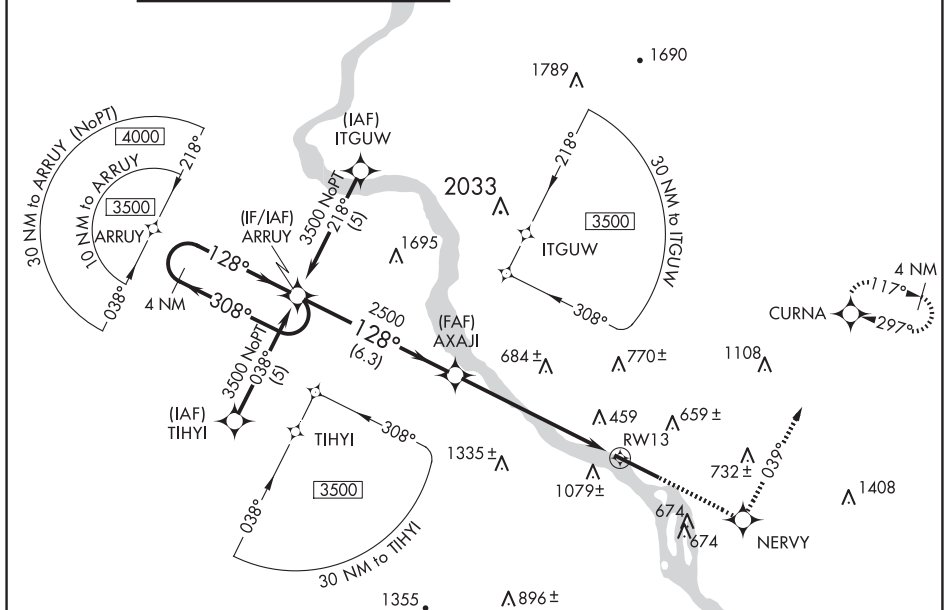 1690
1789
30 NM to ARRUY (NoPT)
4000
218°
10 NM to ARRUY
3500
ARRUY
038°
(IAF)
ITGUW
3500 NoPT
218°
(5)
(IF/IAF)
ARRUY
2033
1695
218°
30 NM to ITGUW
3500
ITGUW
308°
128°
4 NM
308°
2500
128°
(6.3)
(FAF)
AXAJI
4 NM
117°
CURNA
297°
684 ±
770 ±
1108
3500 NoPT
038°
(5)
(IAF)
TIHYI
308°
TIHYI
3500
038°
30 NM to TIHYI
459
659 ±
RW13
1335 ±
1079±
732 ±
039°
1408
674
674
NERVY
1355
896 ±